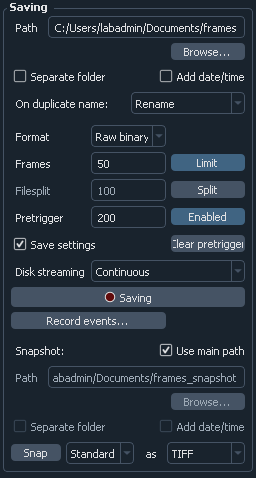 Saving
Path C:/Users/labadmin/Documents/frames
Browse...
Separate folder Add date/time
On duplicate name: Rename
Format Raw binary
Frames 50 Limit
Filesplit 100 Split
Pretrigger 200 Enabled
Save settings Clear pretrigger
Disk streaming Continuous
Saving
Record events...
Snapshot: Use main path
Path abadmin/Documents/frames_snapshot
Browse...
Separate folder Add date/time
Snap Standard as TIFF